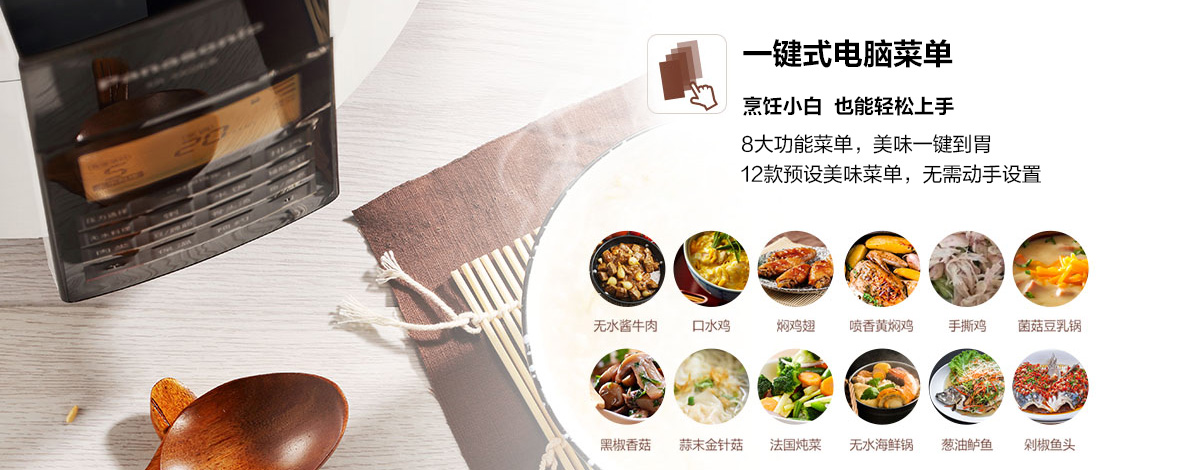 Panasonic
一键式电脑菜单
烹饪小白 也能轻松上手
8大功能菜单，美味一键到胃
12款预设美味菜单，无需动手设置
无水酱牛肉 口水鸡 焖鸡翅 喷香黄焖鸡 手撕鸡 菌菇豆乳锅
黑椒香菇 蒜末金针菇 法国炖菜 无水海鲜锅 葱油鲈鱼 剁椒鱼头